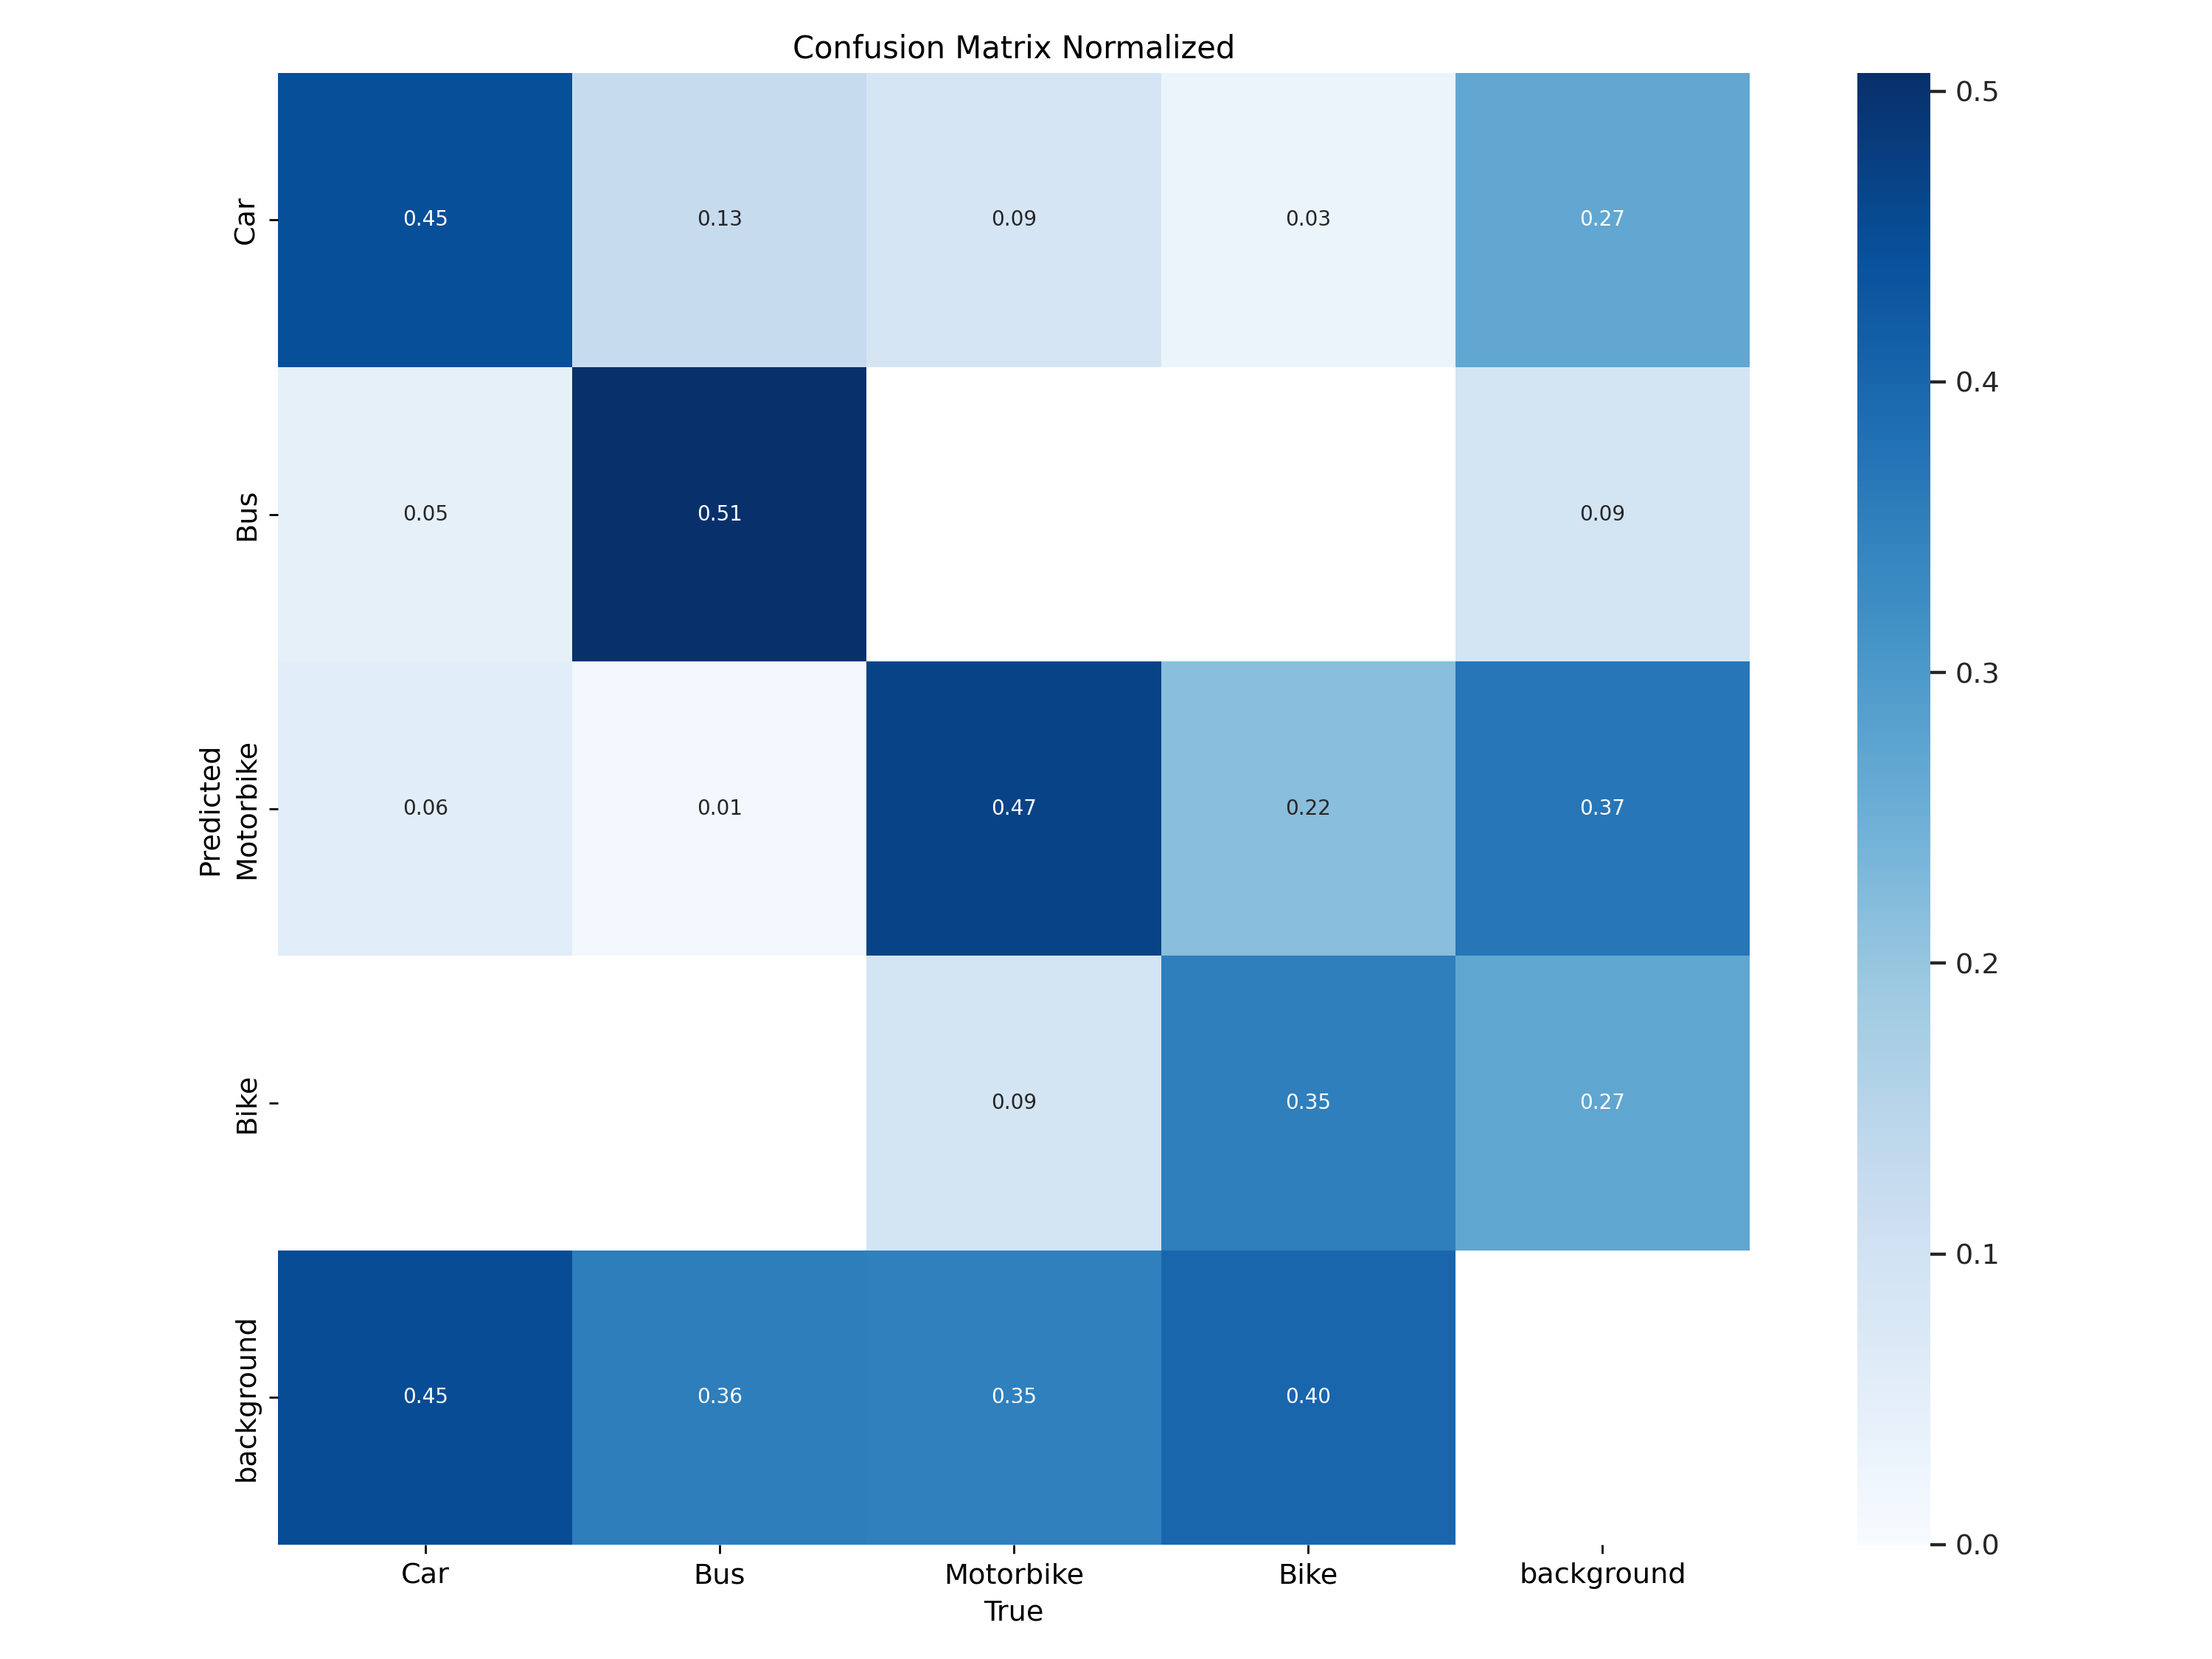 Confusion Matrix Normalized
Car 0.45 0.13 0.09 0.03 0.27
Bus 0.05 0.51 0.09
Motorbike 0.06 0.01 0.47 0.22 0.37
Bike 0.09 0.35 0.27
background 0.45 0.36 0.35 0.40
Predicted
Car Bus Motorbike Bike background
True
0.5
0.4
0.3
0.2
0.1
0.0